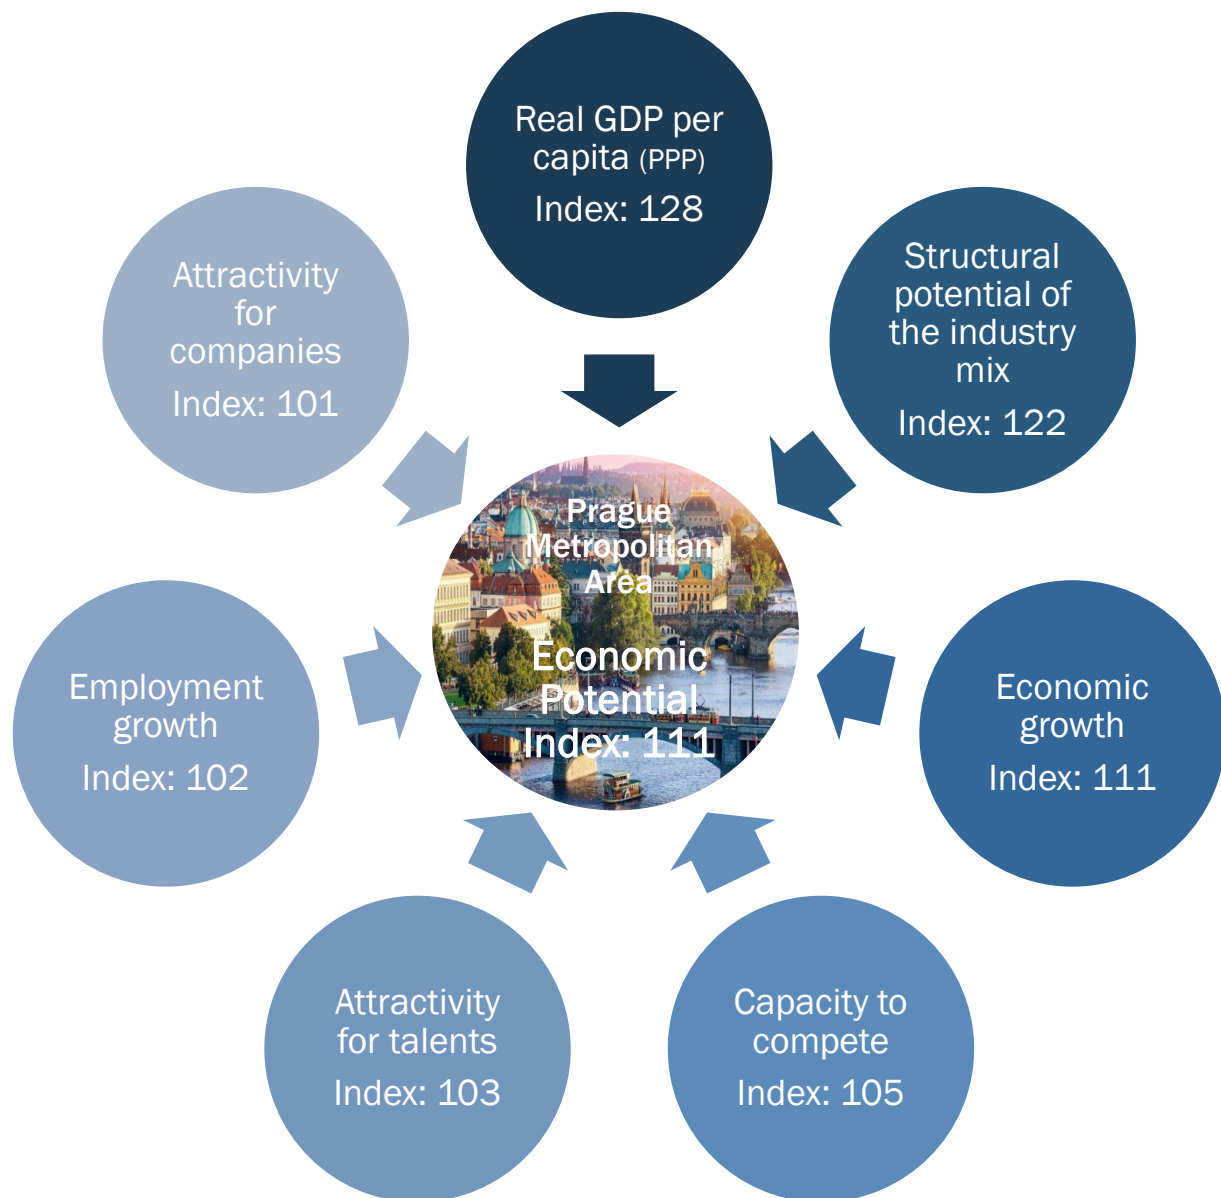 Real GDP per
capita (PPP)
Index: 128
Structural
potential of
the industry
mix
Index: 122
Economic
growth
Index: 111
Capacity to
compete
Index: 105
Attractivity
for talents
Index: 103
Employment
growth
Index: 102
Attractivity
for
companies
Index: 101
Prague
Metropolitan
Area
Economic
Potential
Index: 111